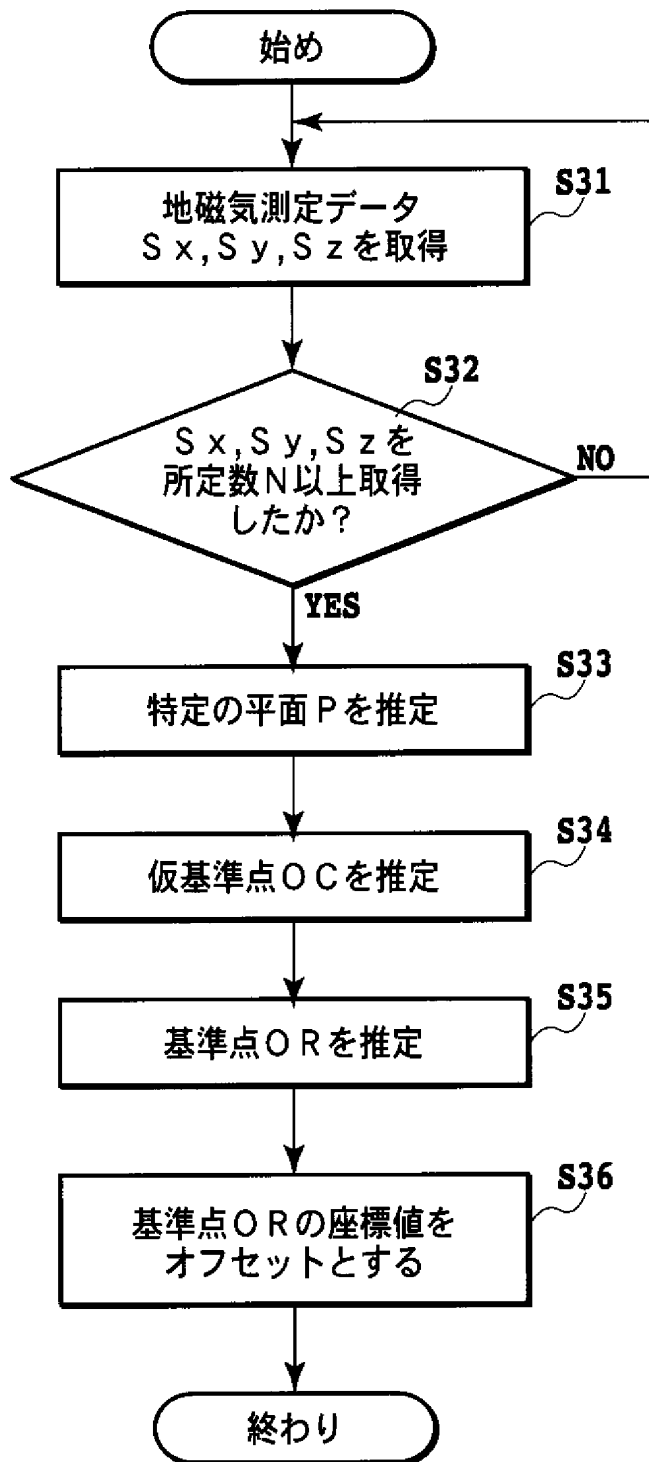 始め
S31
地磁気測定データ
Ｓｘ,Ｓｙ,Ｓｚを取得
S32
Ｓｘ,Ｓｙ,Ｓｚを
所定数Ｎ以上取得
したか？
NO
YES
S33
特定の平面Ｐを推定
S34
仮基準点ＯＣを推定
S35
基準点ＯＲを推定
S36
基準点ＯＲの座標値を
オフセットとする
終わり